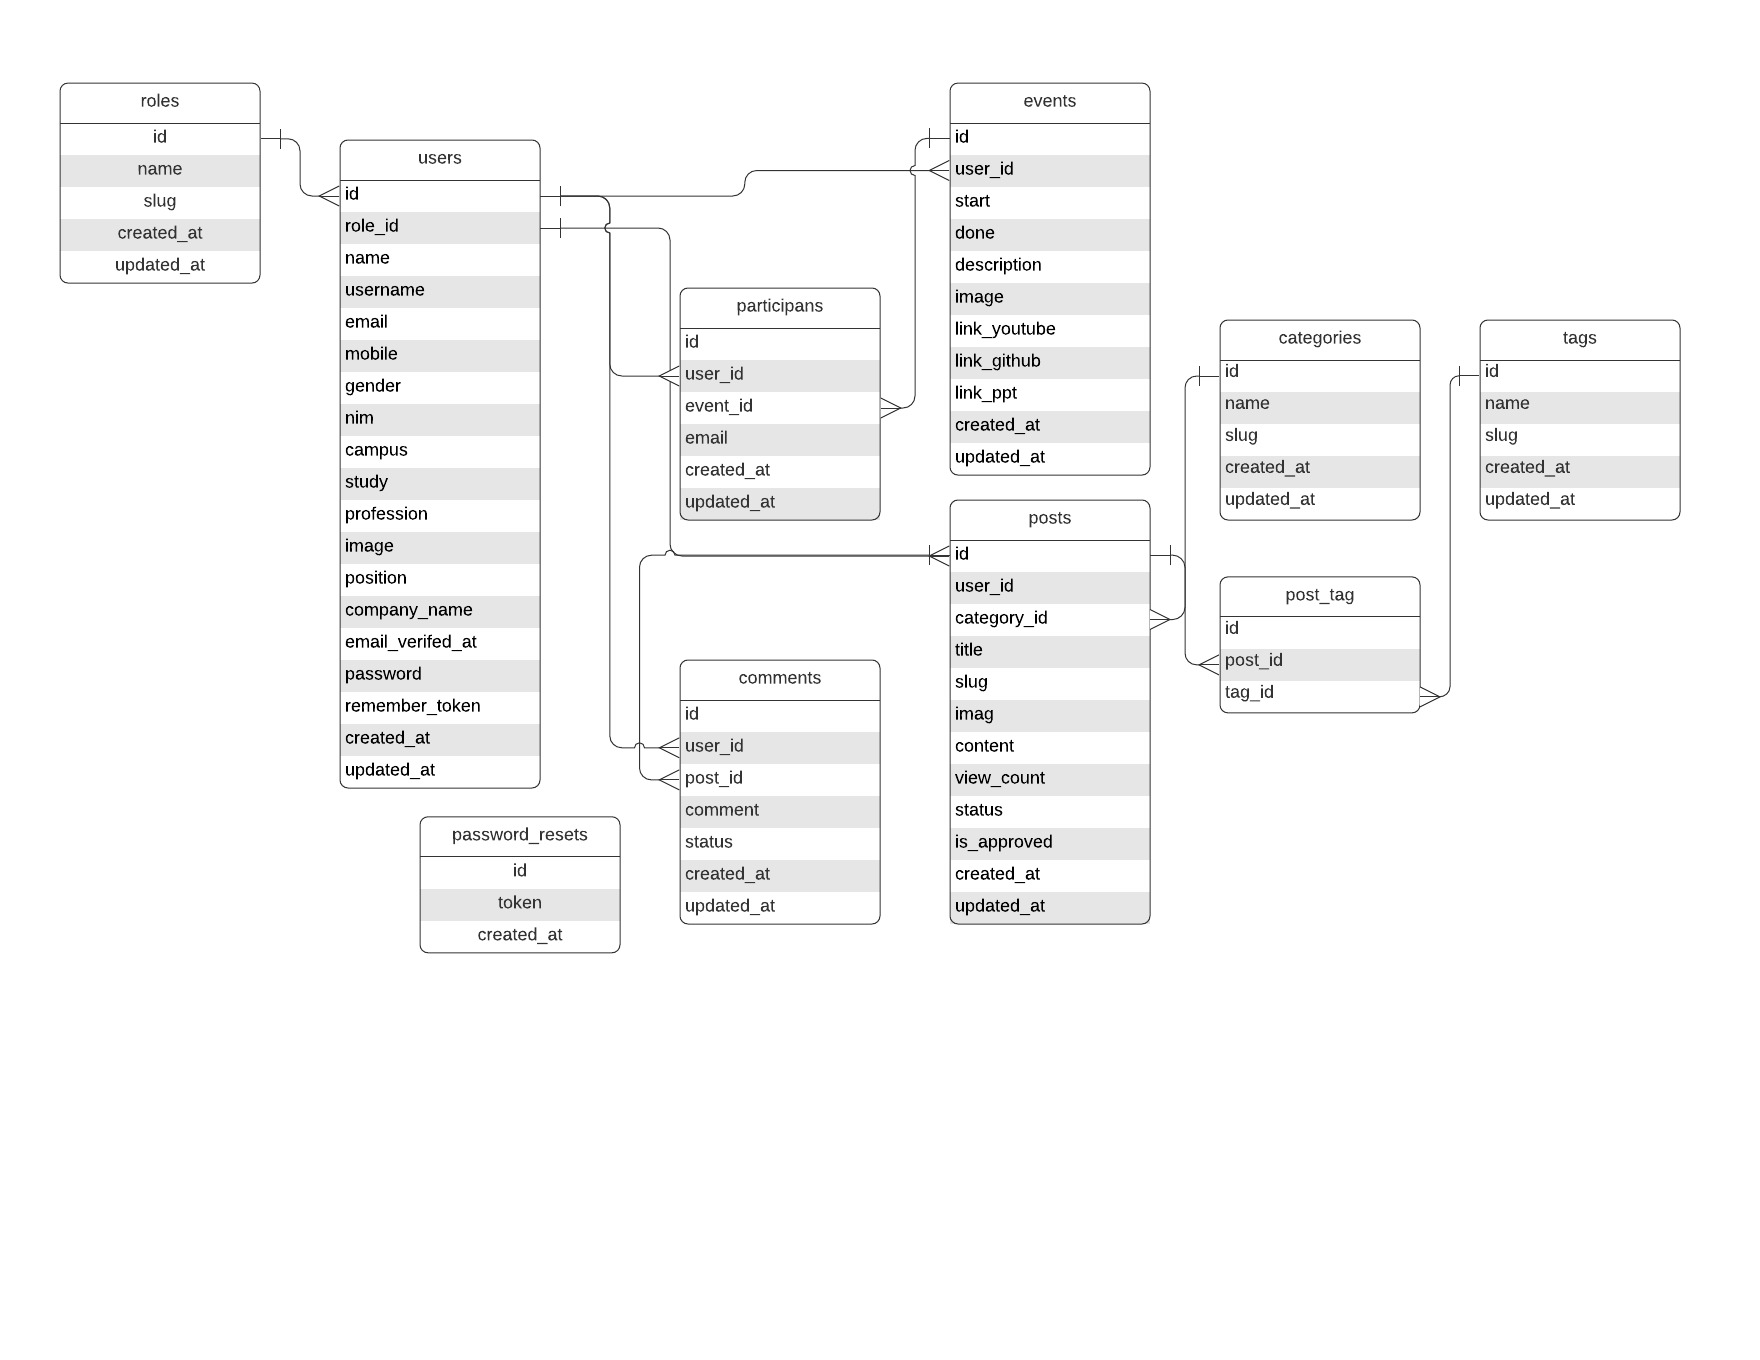 roles
id
name
slug
created_at
updated_at
users
id
role_id
name
username
email
mobile
gender
nim
campus
study
profession
image
position
company_name
email_verifed_at
password
remember_token
created_at
updated_at
password_resets
id
token
created_at
participans
id
user_id
event_id
email
created_at
updated_at
comments
id
user_id
post_id
comment
status
created_at
updated_at
events
id
user_id
start
done
description
image
link_youtube
link_github
link_ppt
created_at
updated_at
posts
id
user_id
category_id
title
slug
imag
content
view_count
status
is_approved
created_at
updated_at
categories
id
name
slug
created_at
updated_at
post_tag
id
post_id
tag_id
tags
id
name
slug
created_at
updated_at